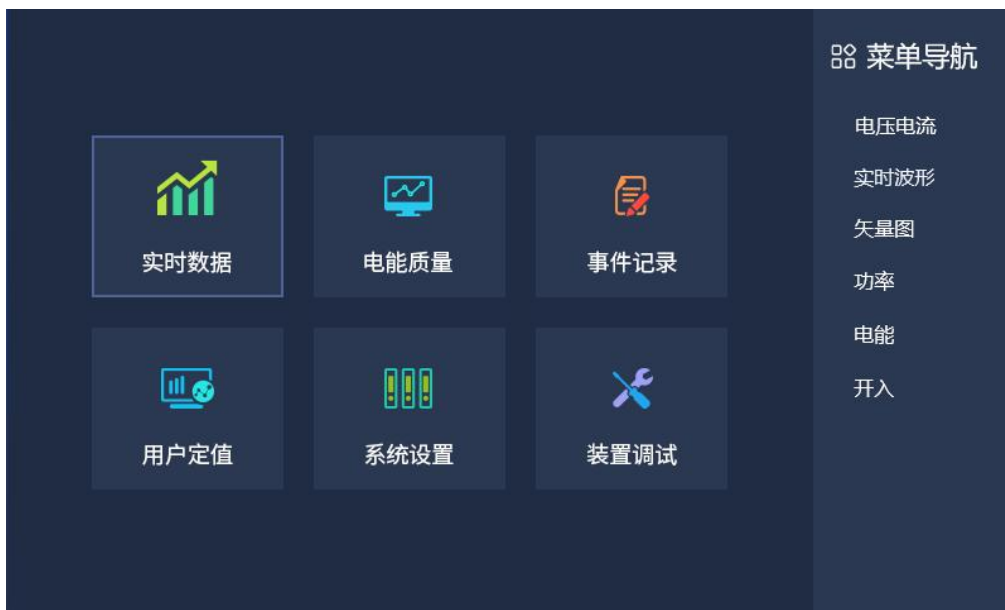 菜单导航
电压电流
实时波形
矢量图
功率
电能
开入
实时数据
电能质量
事件记录
用户定值
系统设置
装置调试